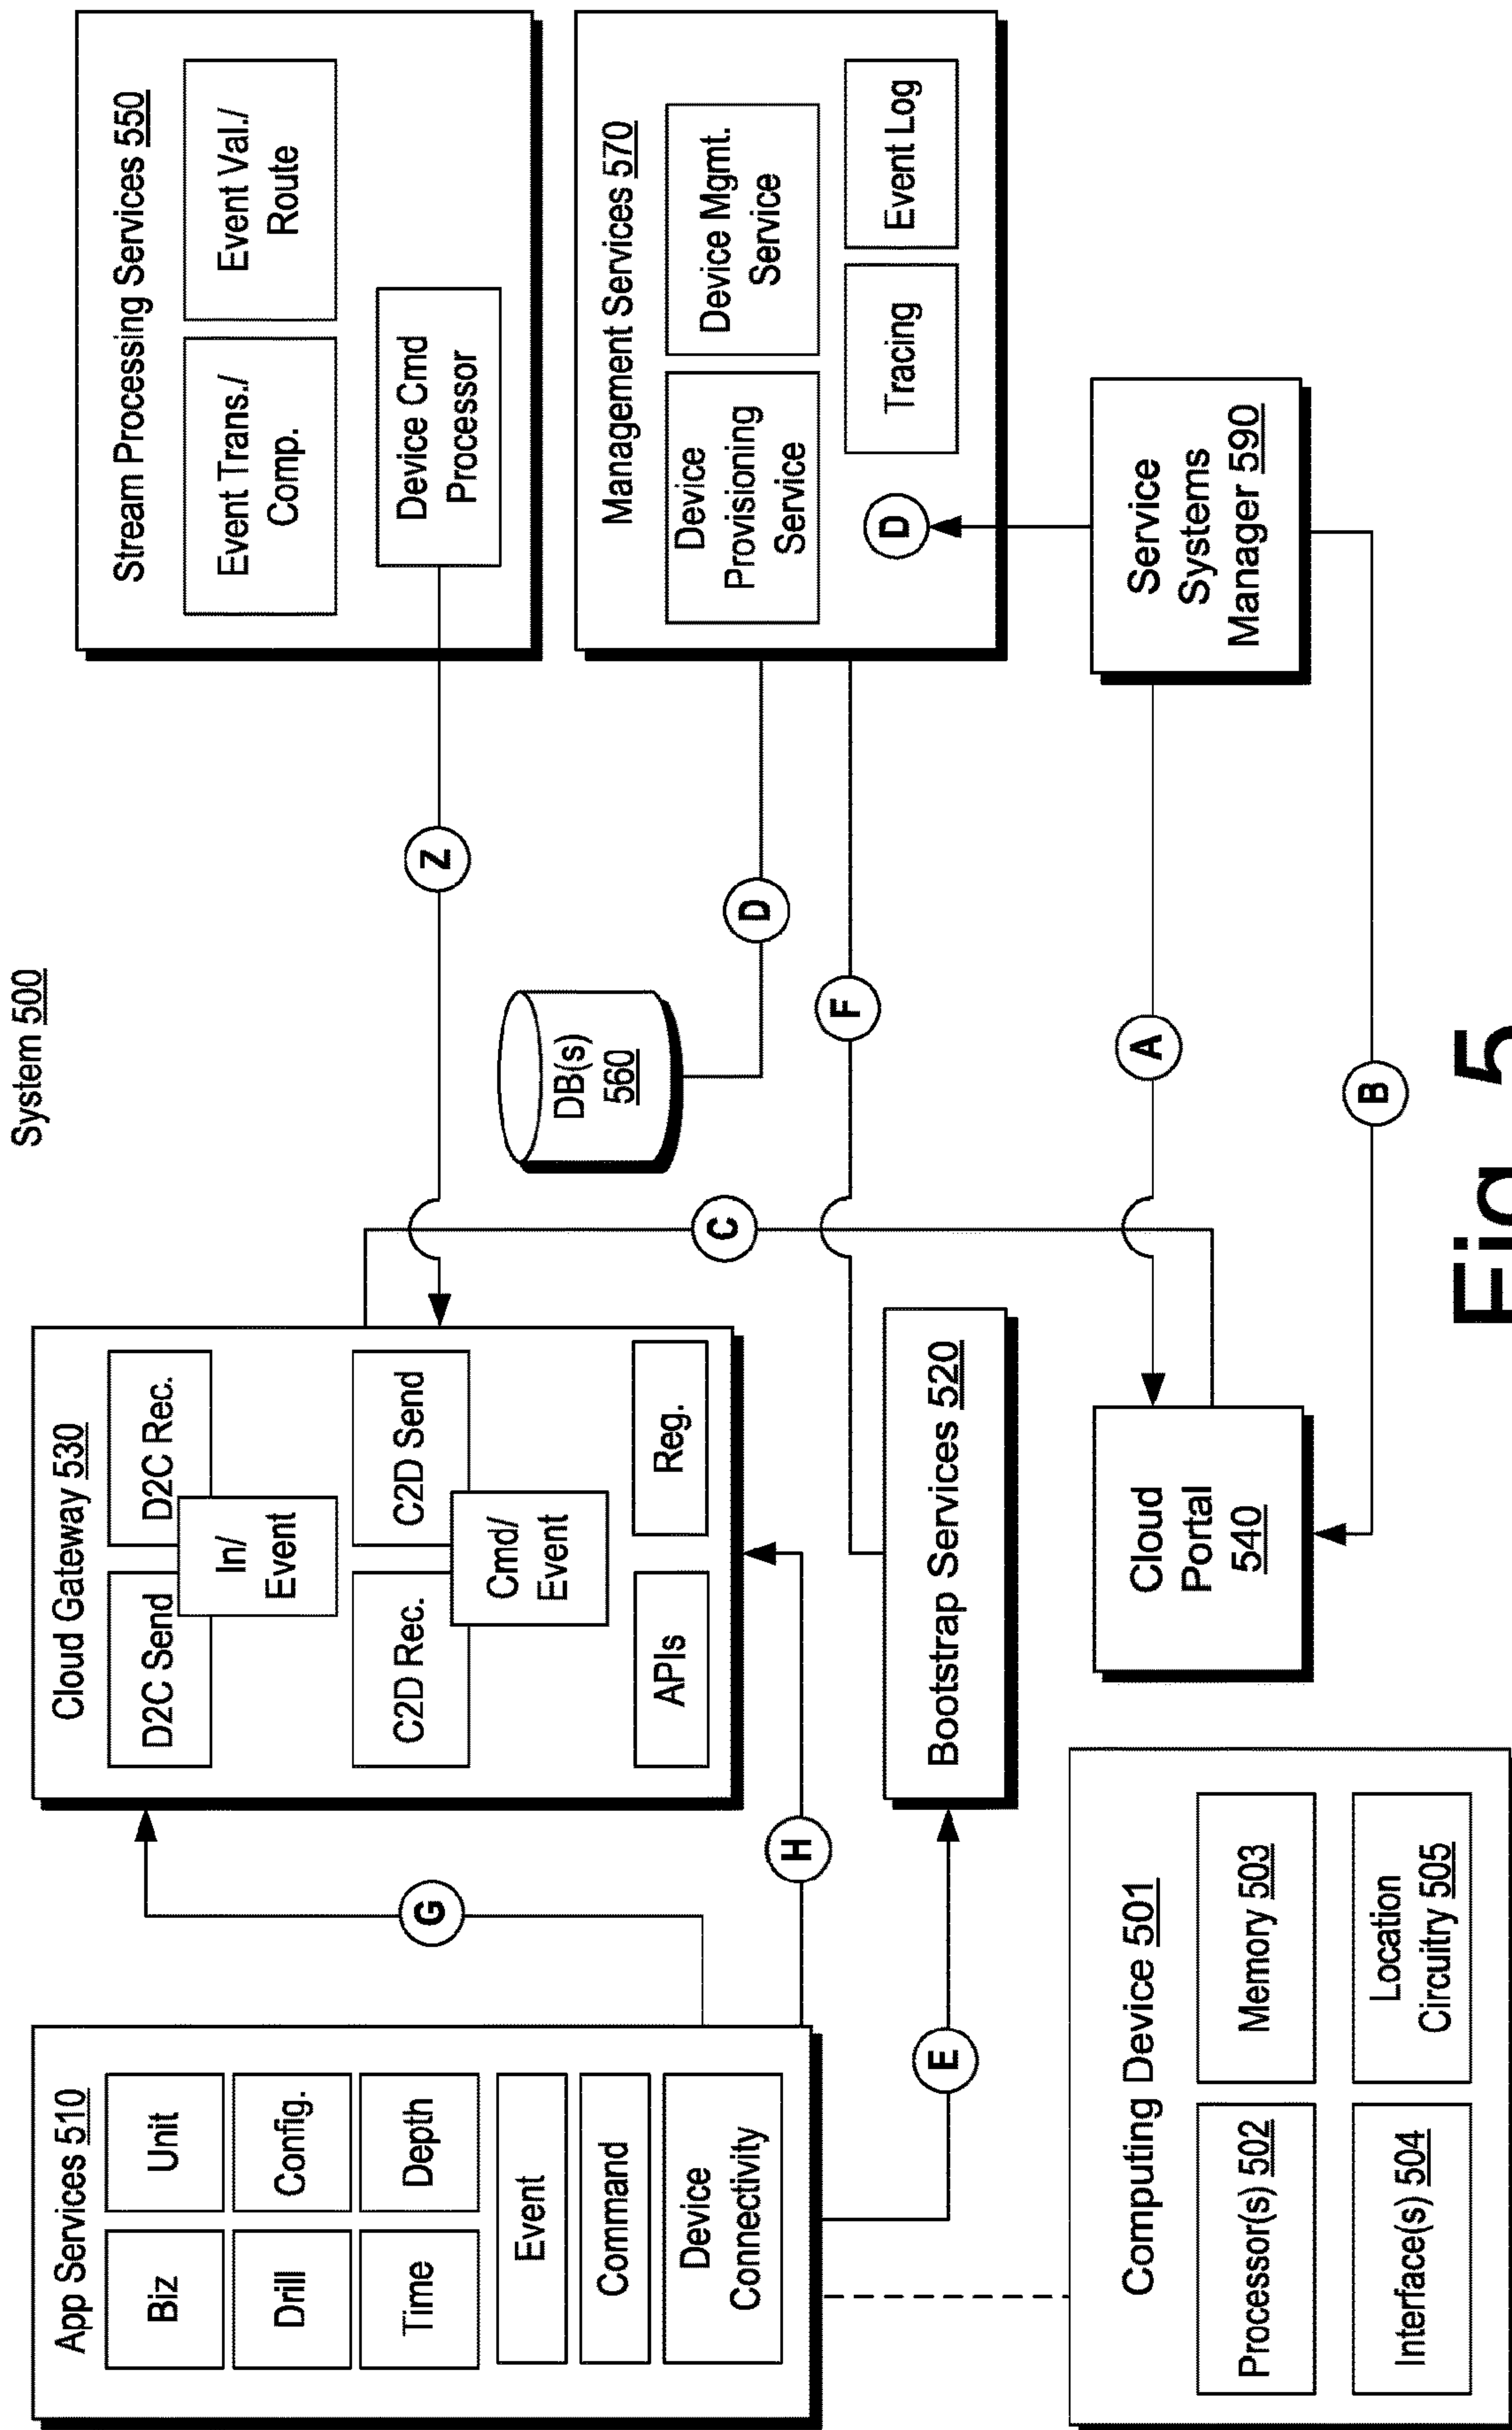 System 500
App Services 510
Biz
Unit
Drill
Config.
Time
Depth
Event
Command
Device
Connectivity
G
H
E
Cloud Gateway 530
D2C Send
D2C Rec.
In/
Event
C2D Rec.
C2D Send
Cmd/
Event
APIs
Reg.
Bootstrap Services 520
Cloud
Portal
540
C
Z
DB(s)
560
D
F
A
B
Stream Processing Services 550
Event Trans./
Comp.
Event Val./
Route
Device Cmd
Processor
Management Services 570
Device
Provisioning
Service
Device Mgmt.
Service
D
Tracing
Event Log
Service
Systems
Manager 590
Computing Device 501
Processor(s) 502
Memory 503
Interface(s) 504
Location
Circuitry 505
Fig. 5